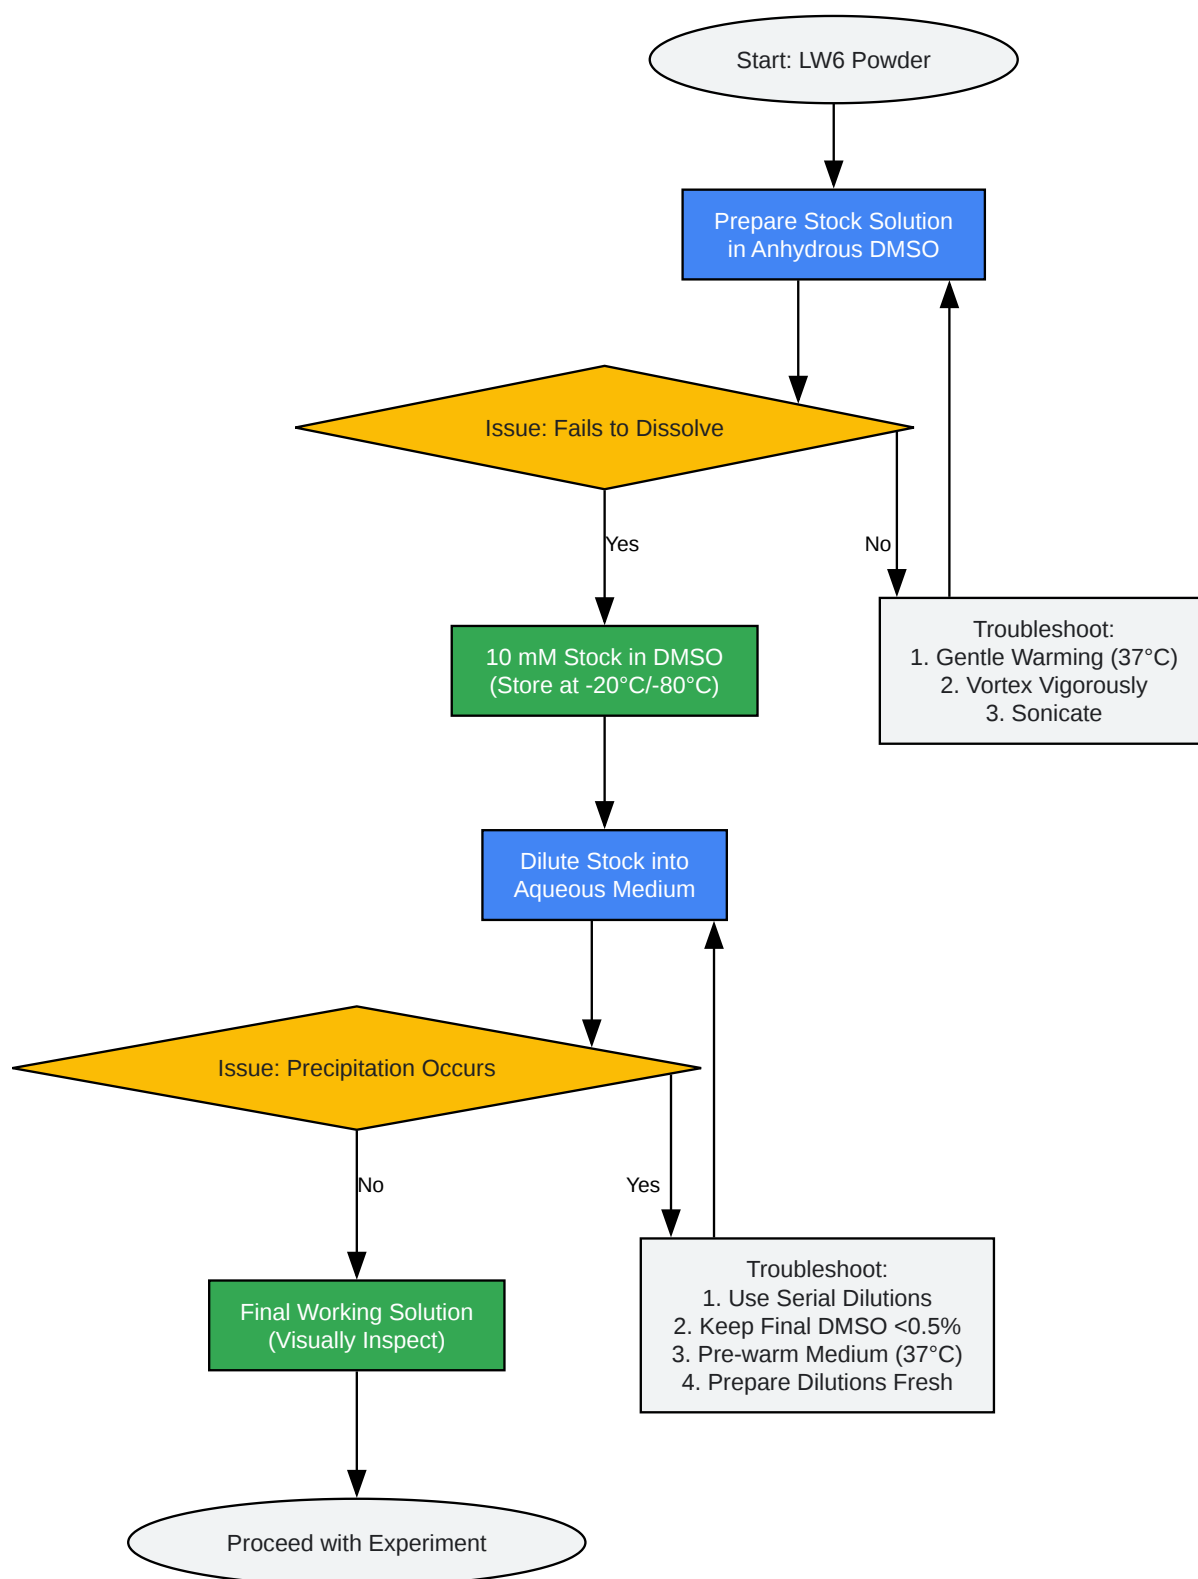 Start: LW6 Powder
Prepare Stock Solution
in Anhydrous DMSO
Issue: Fails to Dissolve
Yes
No
10 mM Stock in DMSO
(Store at -20°C/-80°C)
Troubleshoot:
1. Gentle Warming (37°C)
2. Vortex Vigorously
3. Sonicate
Dilute Stock into
Aqueous Medium
Issue: Precipitation Occurs
No
Yes
Final Working Solution
(Visually Inspect)
Troubleshoot:
1. Use Serial Dilutions
2. Keep Final DMSO <0.5%
3. Pre-warm Medium (37°C)
4. Prepare Dilutions Fresh
Proceed with Experiment